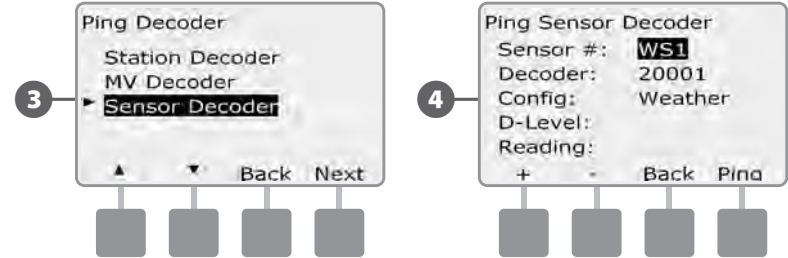 3
Ping Decoder
Station Decoder
MV Decoder
► Sensor Decoder
▲ ▼ Back Next
4
Ping Sensor Decoder
Sensor #: WS1
Decoder: 20001
Config: Weather
D-Level:
Reading:
+ - Back Ping